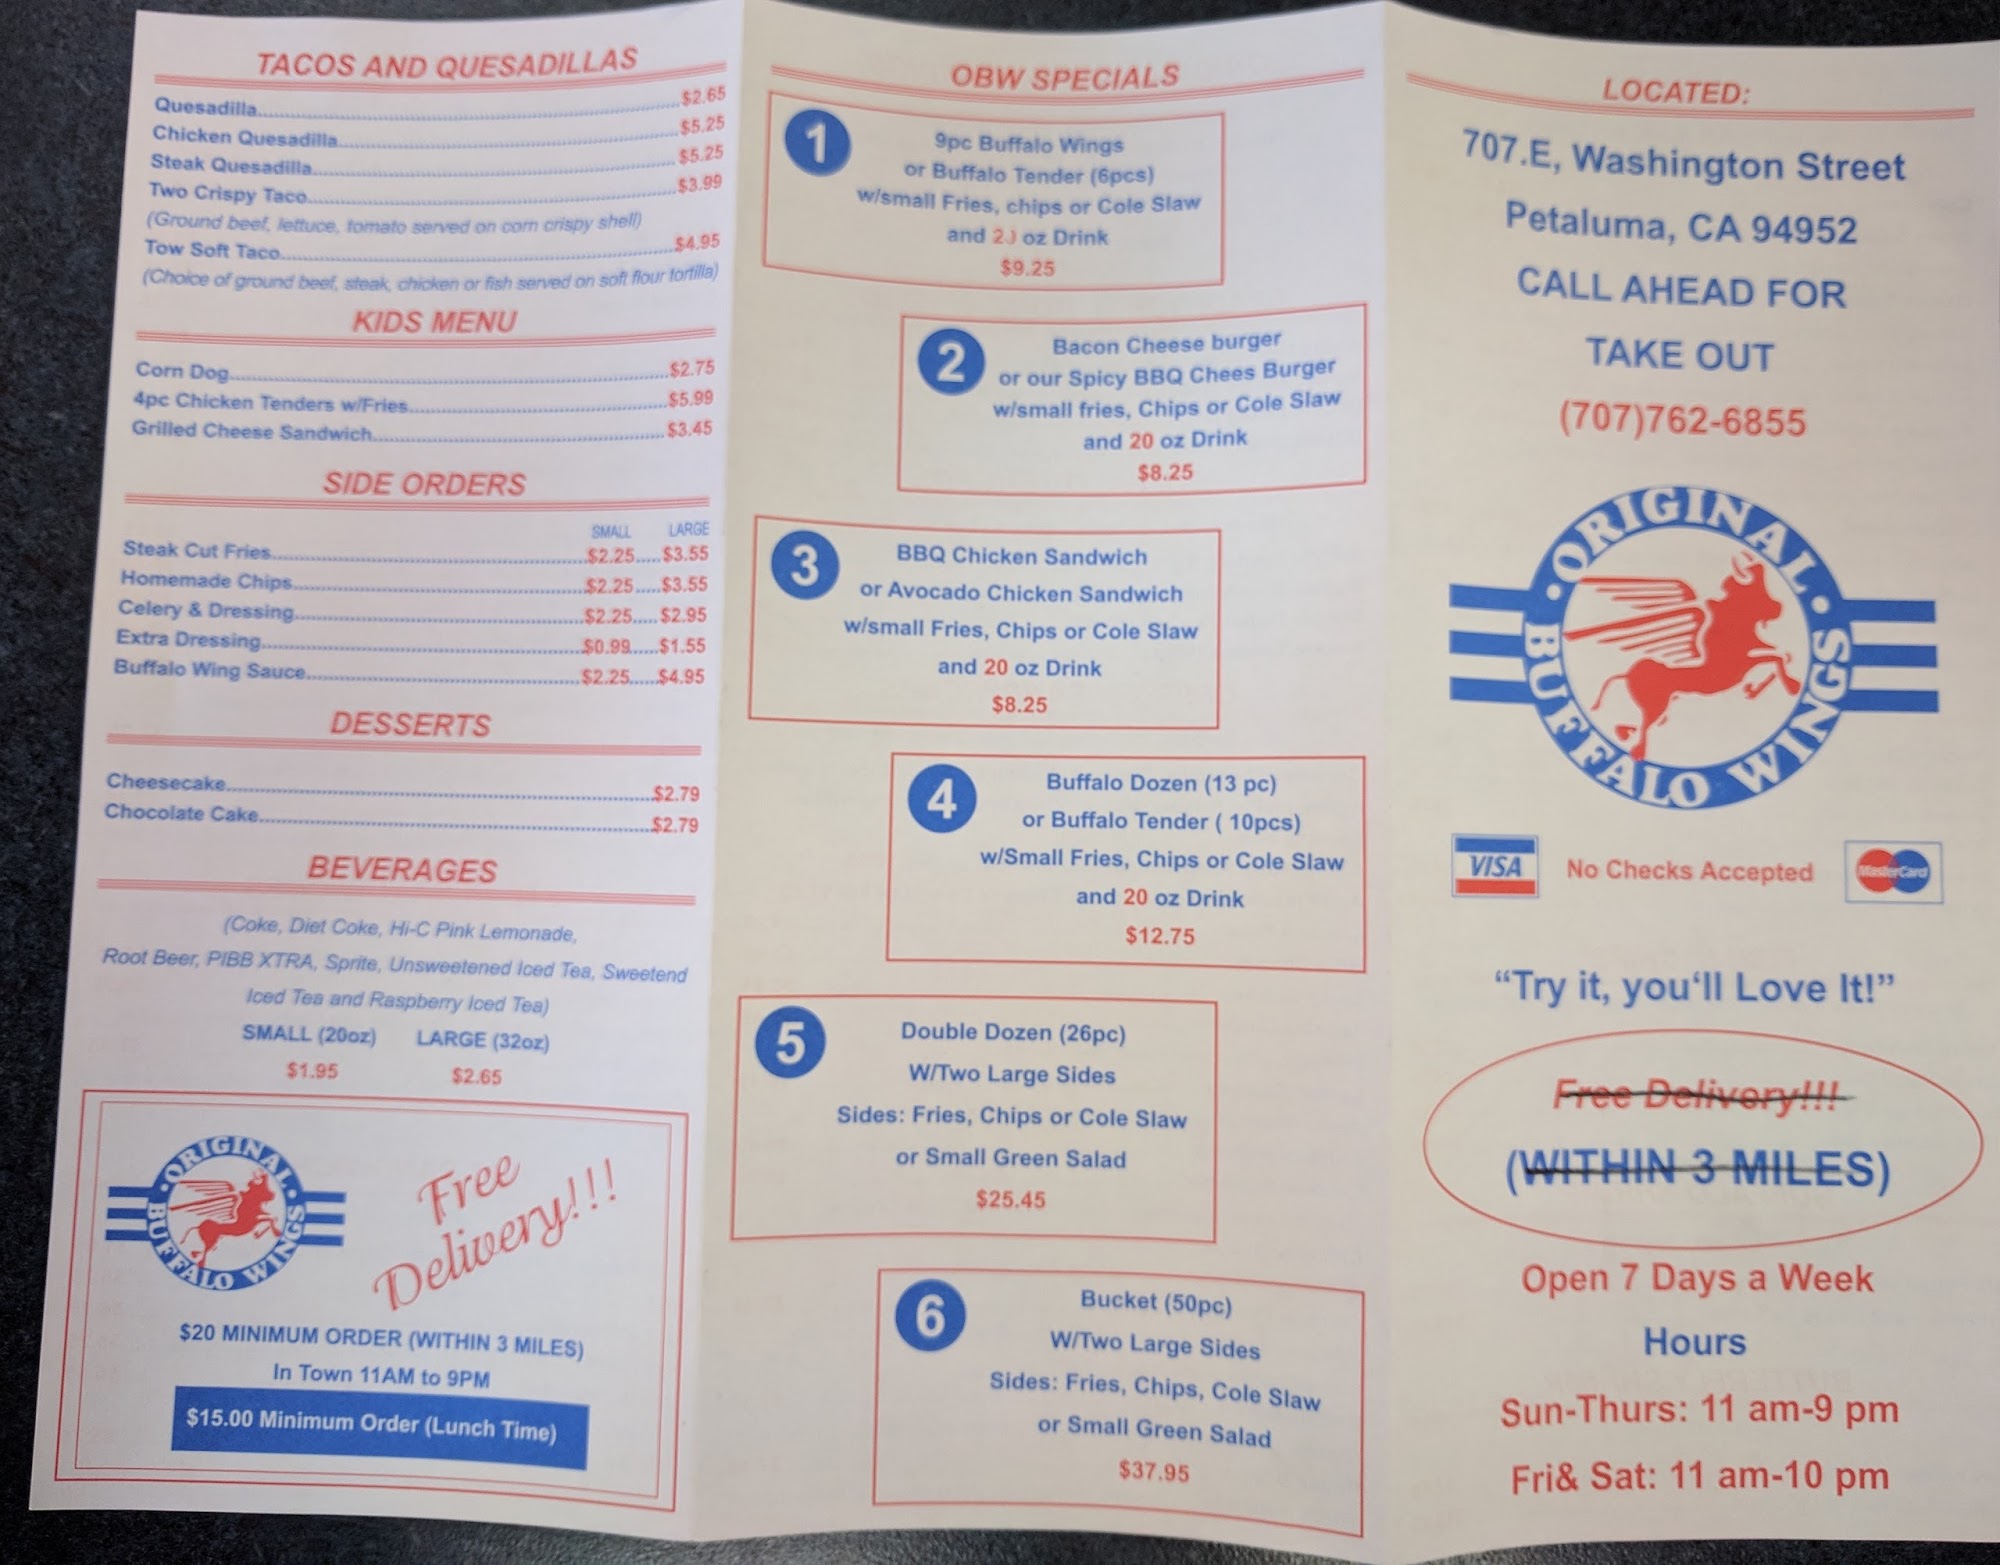 TACOS AND QUESADILLAS
Quesadilla $2.65
Chicken Quesadilla $5.25
Steak Quesadilla $5.25
Two Crispy Taco $3.99
(Ground beef, lettuce, tomato served on corn crispy shell)
Tow Soft Taco $4.95
(Choice of ground beef, steak, chicken or fish served on soft flour tortilla)
KIDS MENU
Corn Dog $2.75
4pc Chicken Tenders w/Fries $5.99
Grilled Cheese Sandwich $3.45
SIDE ORDERS
SMALL LARGE
Steak Cut Fries $2.25 $3.55
Homemade Chips $2.25 $3.55
Celery & Dressing $2.25 $2.95
Extra Dressing $0.99 $1.55
Buffalo Wing Sauce $2.25 $4.95
DESSERTS
Cheesecake $2.79
Chocolate Cake $2.79
BEVERAGES
(Coke, Diet Coke, Hi-C Pink Lemonade,
Root Beer, PIBB XTRA, Sprite, Unsweetened Iced Tea, Sweetend
Iced Tea and Raspberry Iced Tea)
SMALL (20oz) LARGE (32oz)
$1.95 $2.65
ORIGINAL
BUFFALO WINGS
Free
Delivery!!!
$20 MINIMUM ORDER (WITHIN 3 MILES)
In Town 11AM to 9PM
$15.00 Minimum Order (Lunch Time)
OBW SPECIALS
1
9pc Buffalo Wings
or Buffalo Tender (6pcs)
w/small Fries, chips or Cole Slaw
and 20 oz Drink
$9.25
2
Bacon Cheese burger
or our Spicy BBQ Chees Burger
w/small fries, Chips or Cole Slaw
and 20 oz Drink
$8.25
3
BBQ Chicken Sandwich
or Avocado Chicken Sandwich
w/small Fries, Chips or Cole Slaw
and 20 oz Drink
$8.25
4
Buffalo Dozen (13 pc)
or Buffalo Tender ( 10pcs)
w/Small Fries, Chips or Cole Slaw
and 20 oz Drink
$12.75
5
Double Dozen (26pc)
W/Two Large Sides
Sides: Fries, Chips or Cole Slaw
or Small Green Salad
$25.45
6
Bucket (50pc)
W/Two Large Sides
Sides: Fries, Chips, Cole Slaw
or Small Green Salad
$37.95
LOCATED:
707.E, Washington Street
Petaluma, CA 94952
CALL AHEAD FOR
TAKE OUT
(707)762-6855
ORIGINAL
BUFFALO WINGS
VISA No Checks Accepted MasterCard
“Try it, you‘ll Love It!”
Free Delivery!!!
(WITHIN 3 MILES)
Open 7 Days a Week
Hours
Sun-Thurs: 11 am-9 pm
Fri& Sat: 11 am-10 pm